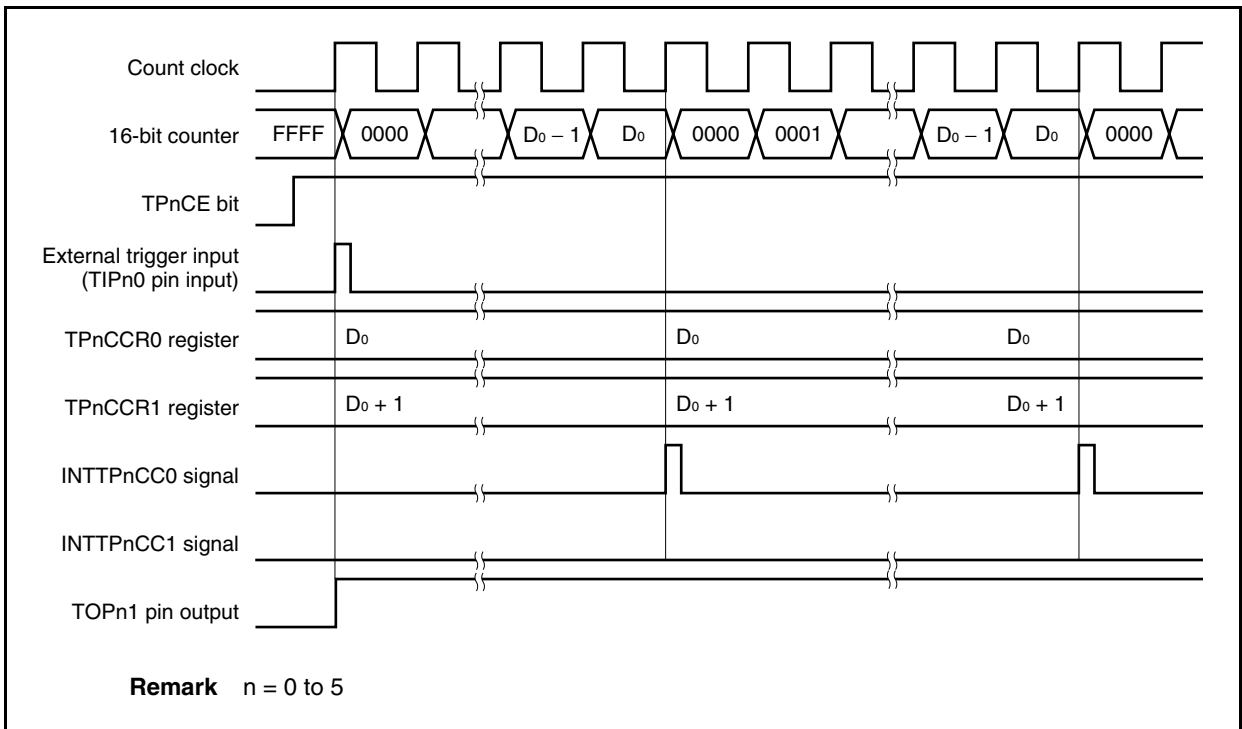 Count clock
16-bit counter FFFF 0000 D₀ − 1 D₀ 0000 0001 D₀ − 1 D₀ 0000
TPnCE bit
External trigger input
(TIPn0 pin input)
TPnCCR0 register D₀ D₀ D₀
TPnCCR1 register D₀ + 1 D₀ + 1 D₀ + 1
INTTPnCC0 signal
INTTPnCC1 signal
TOPn1 pin output
Remark n = 0 to 5